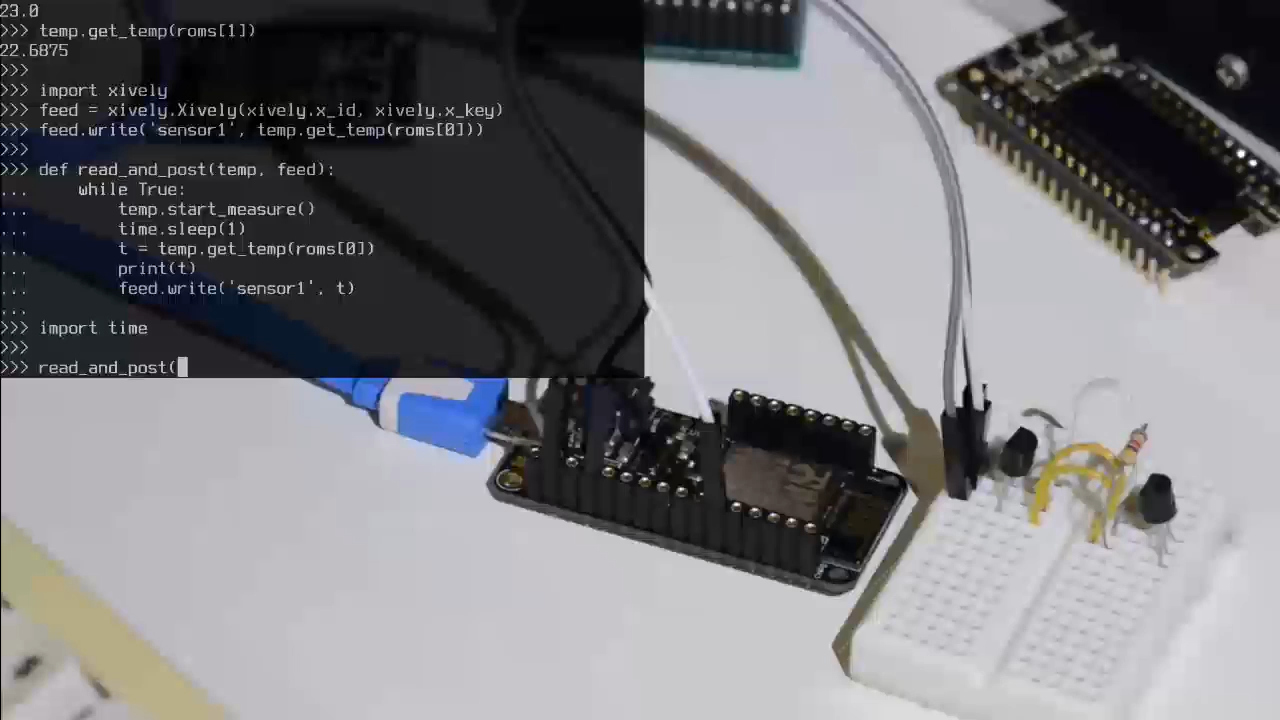 23.0
>>> temp.get_temp(roms[1])
22.6875
>>>
>>> import xively
>>> feed = xively.Xively(xively.x_id, xively.x_key)
>>> feed.write('sensor1', temp.get_temp(roms[0]))
>>>
>>> def read_and_post(temp, feed):
...     while True:
...         temp.start_measure()
...         time.sleep(1)
...         t = temp.get_temp(roms[0])
...         print(t)
...         feed.write('sensor1', t)
...
>>> import time
>>>
>>> read_and_post(